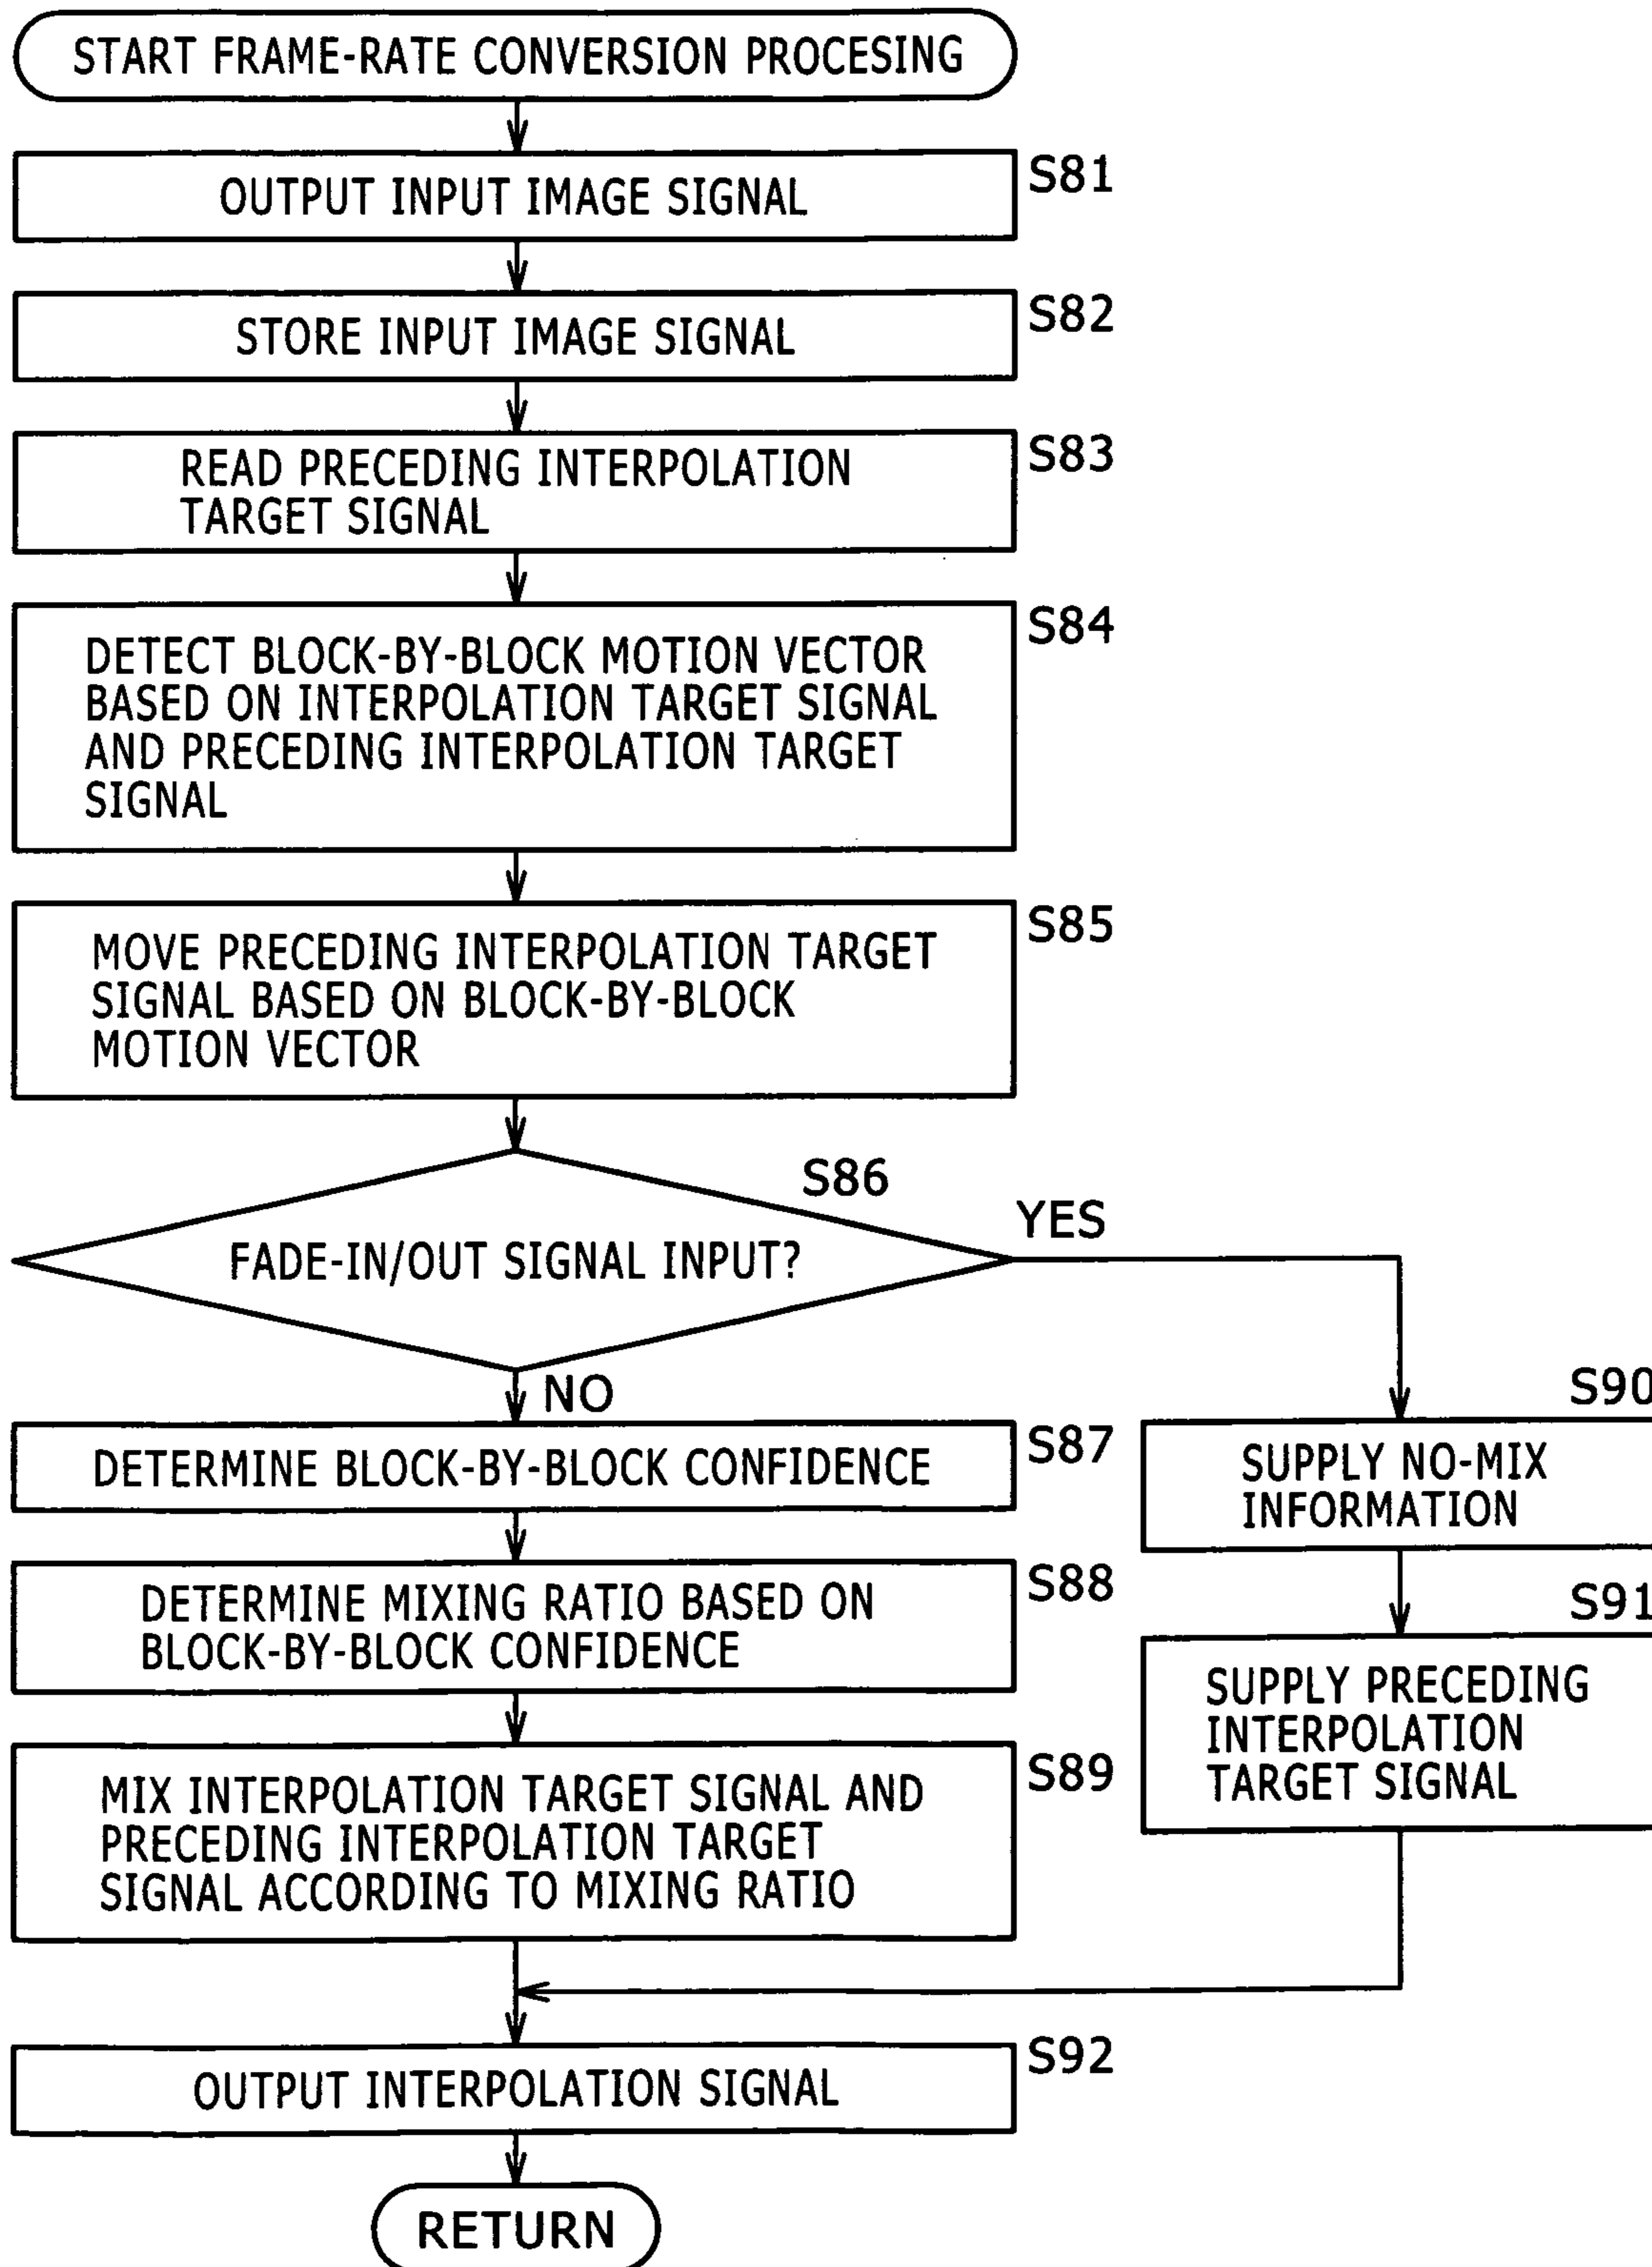 START FRAME-RATE CONVERSION PROCESING
OUTPUT INPUT IMAGE SIGNAL
S81
STORE INPUT IMAGE SIGNAL
S82
READ PRECEDING INTERPOLATION
TARGET SIGNAL
S83
DETECT BLOCK-BY-BLOCK MOTION VECTOR
BASED ON INTERPOLATION TARGET SIGNAL
AND PRECEDING INTERPOLATION TARGET
SIGNAL
S84
MOVE PRECEDING INTERPOLATION TARGET
SIGNAL BASED ON BLOCK-BY-BLOCK
MOTION VECTOR
S85
S86
FADE-IN/OUT SIGNAL INPUT?
YES
NO
DETERMINE BLOCK-BY-BLOCK CONFIDENCE
S87
DETERMINE MIXING RATIO BASED ON
BLOCK-BY-BLOCK CONFIDENCE
S88
MIX INTERPOLATION TARGET SIGNAL AND
PRECEDING INTERPOLATION TARGET
SIGNAL ACCORDING TO MIXING RATIO
S89
S90
SUPPLY NO-MIX
INFORMATION
S91
SUPPLY PRECEDING
INTERPOLATION
TARGET SIGNAL
OUTPUT INTERPOLATION SIGNAL
S92
RETURN